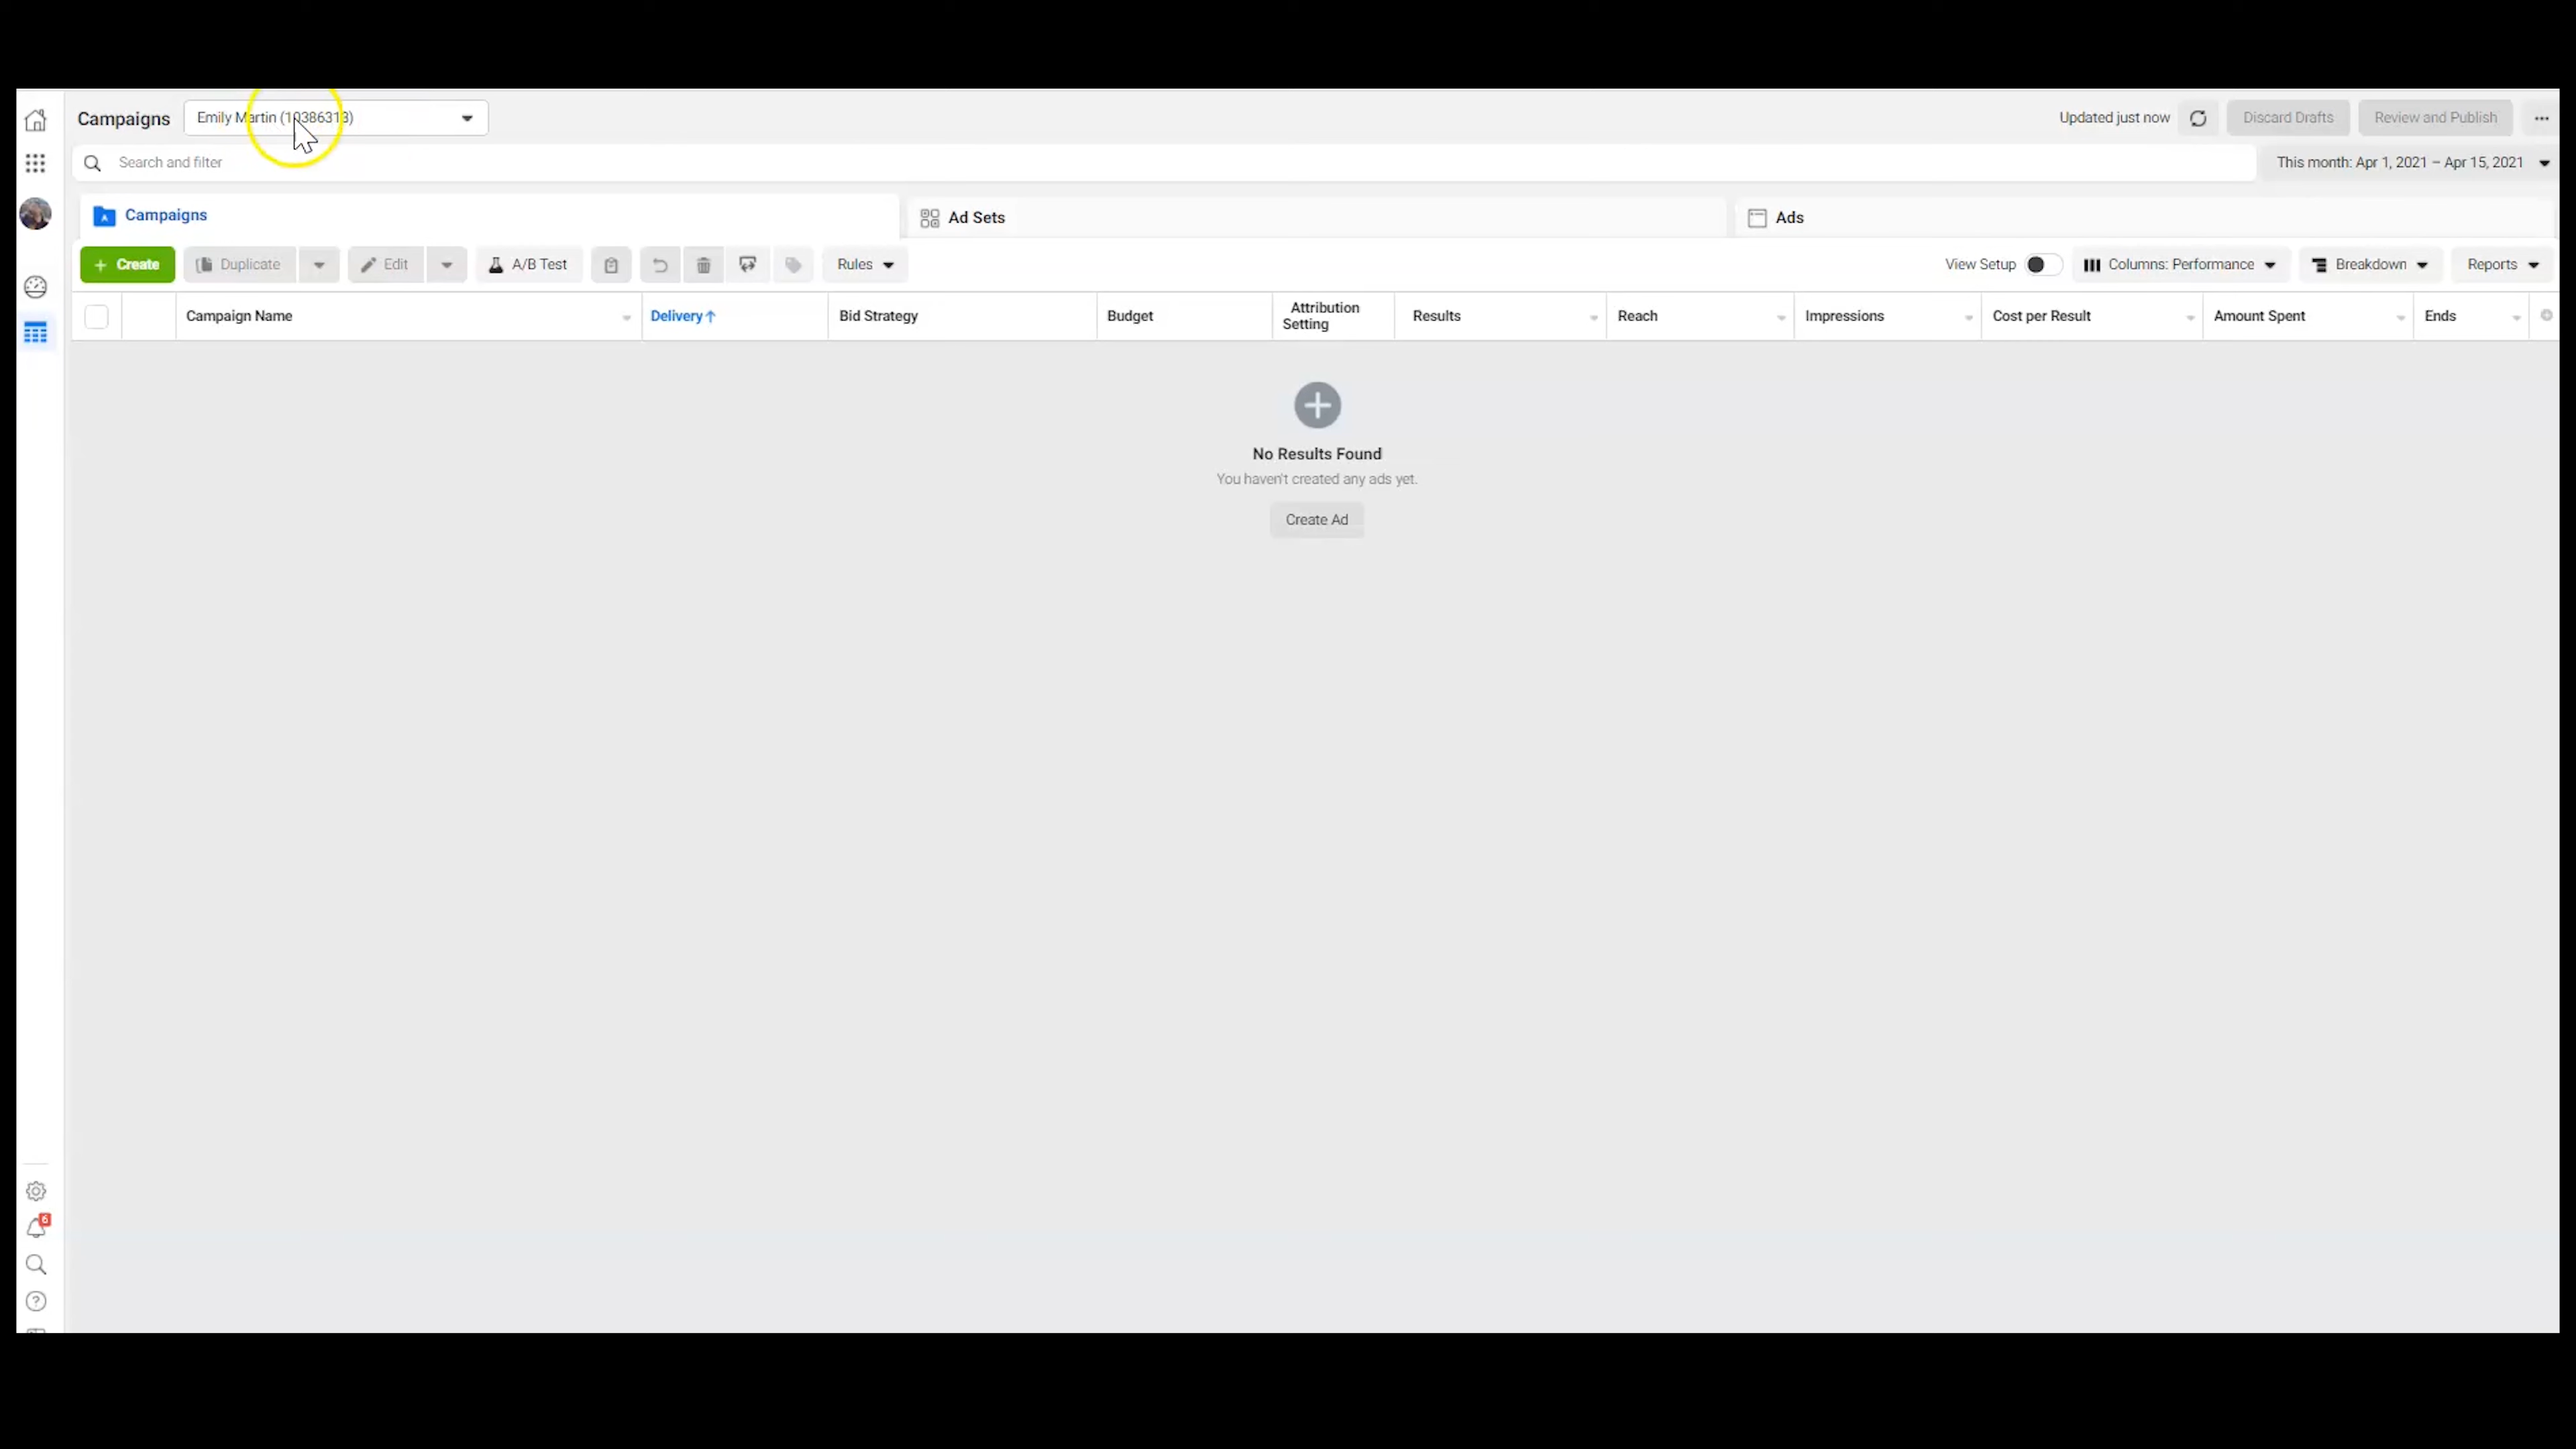 Campaigns
Emily Martin (10386313)
Updated just now
Discard Drafts
Review and Publish
Search and filter
This month: Apr 1, 2021 – Apr 15, 2021
Campaigns
Ad Sets
Ads
+ Create
Duplicate
Edit
A/B Test
Rules
View Setup
Columns: Performance
Breakdown
Reports
Campaign Name
Delivery↑
Bid Strategy
Budget
Attribution
Setting
Results
Reach
Impressions
Cost per Result
Amount Spent
Ends
No Results Found
You haven't created any ads yet.
Create Ad
6